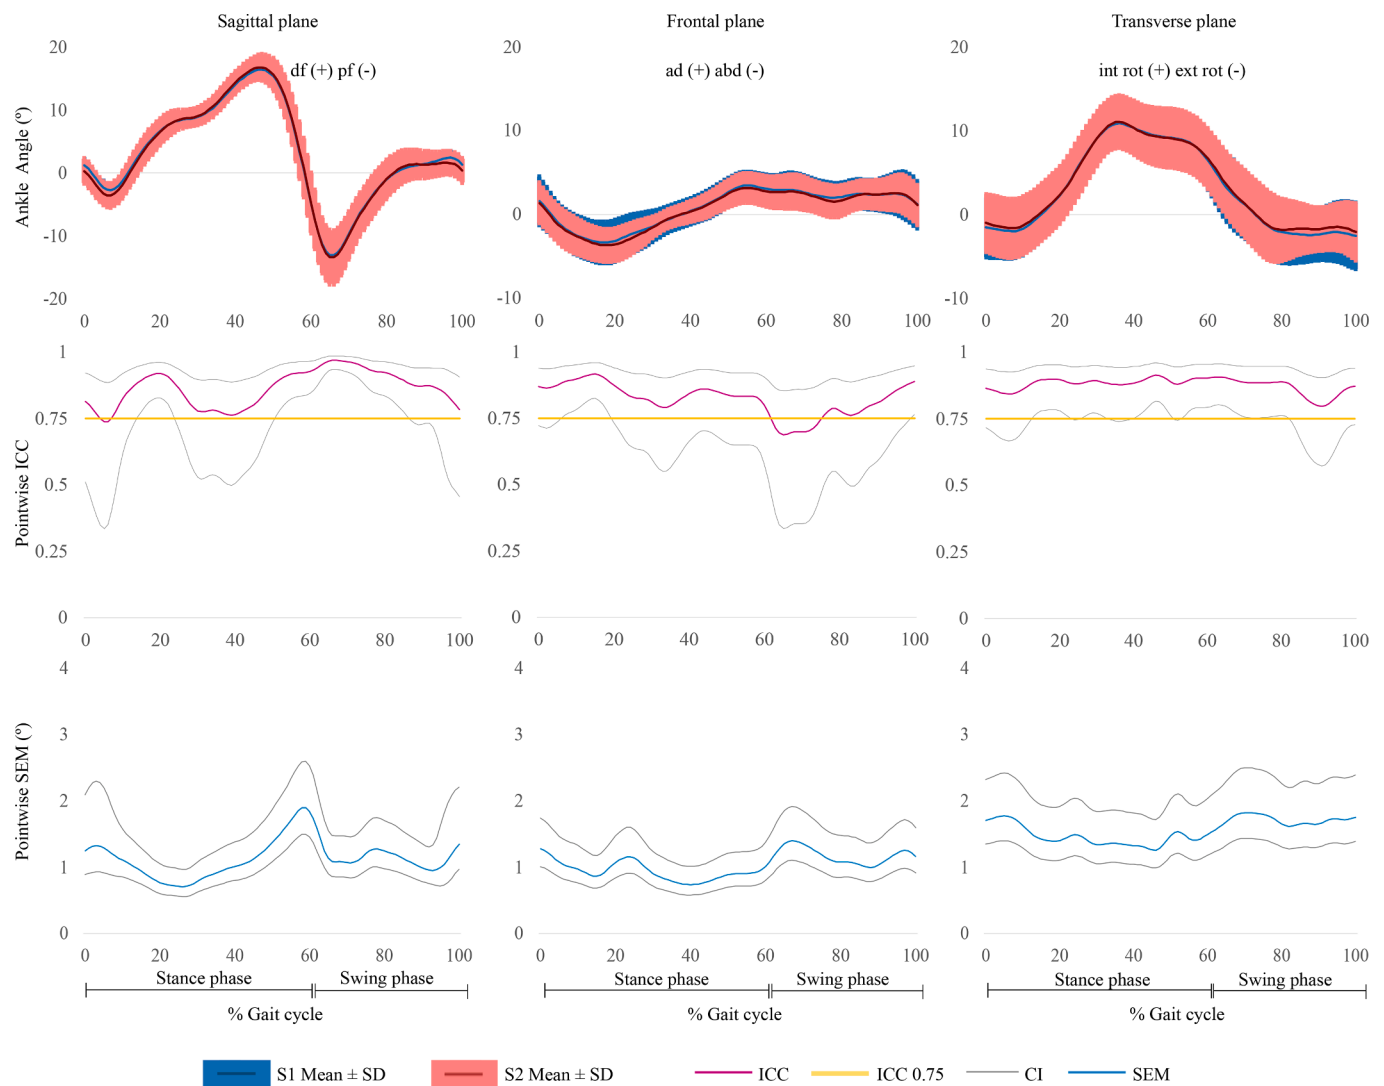 Sagittal plane
Frontal plane
Transverse plane
Ankle Angle (º)
20
10
0
-10
-20
df (+) pf (-)
0 20 40 60 80 100
20
10
0
-10
ad (+) abd (-)
0 20 40 60 80 100
20
10
0
-10
int rot (+) ext rot (-)
0 20 40 60 80 100
Pointwise ICC
1
0.75
0.5
0.25
0
0 20 40 60 80 100
1
0.75
0.5
0.25
0
0 20 40 60 80 100
1
0.75
0.5
0.25
0
0 20 40 60 80 100
Pointwise SEM (º)
4
3
2
1
0
0 20 40 60 80 100
Stance phase Swing phase
% Gait cycle
4
3
2
1
0
0 20 40 60 80 100
Stance phase Swing phase
% Gait cycle
4
3
2
1
0
0 20 40 60 80 100
Stance phase Swing phase
% Gait cycle
S1 Mean ± SD S2 Mean ± SD ICC ICC 0.75 CI SEM